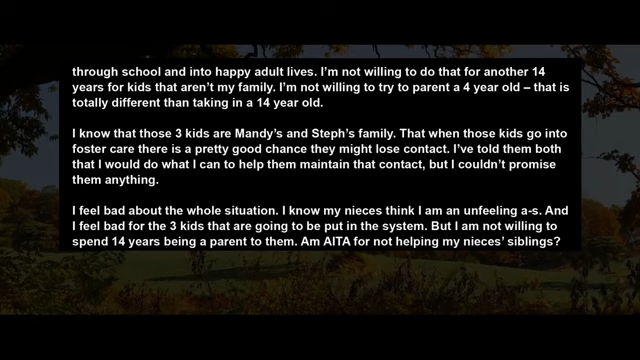 through school and into happy adult lives. I'm not willing to do that for another 14
years for kids that aren't my family. I'm not willing to try to parent a 4 year old – that is
totally different than taking in a 14 year old.
I know that those 3 kids are Mandy's and Steph's family. That when those kids go into
foster care there is a pretty good chance they might lose contact. I've told them both
that I would do what I can to help them maintain that contact, but I couldn't promise
them anything.
I feel bad about the whole situation. I know my nieces think I am an unfeeling a-s. And
I feel bad for the 3 kids that are going to be put in the system. But I am not willing to
spend 14 years being a parent to them. Am AITA for not helping my nieces' siblings?